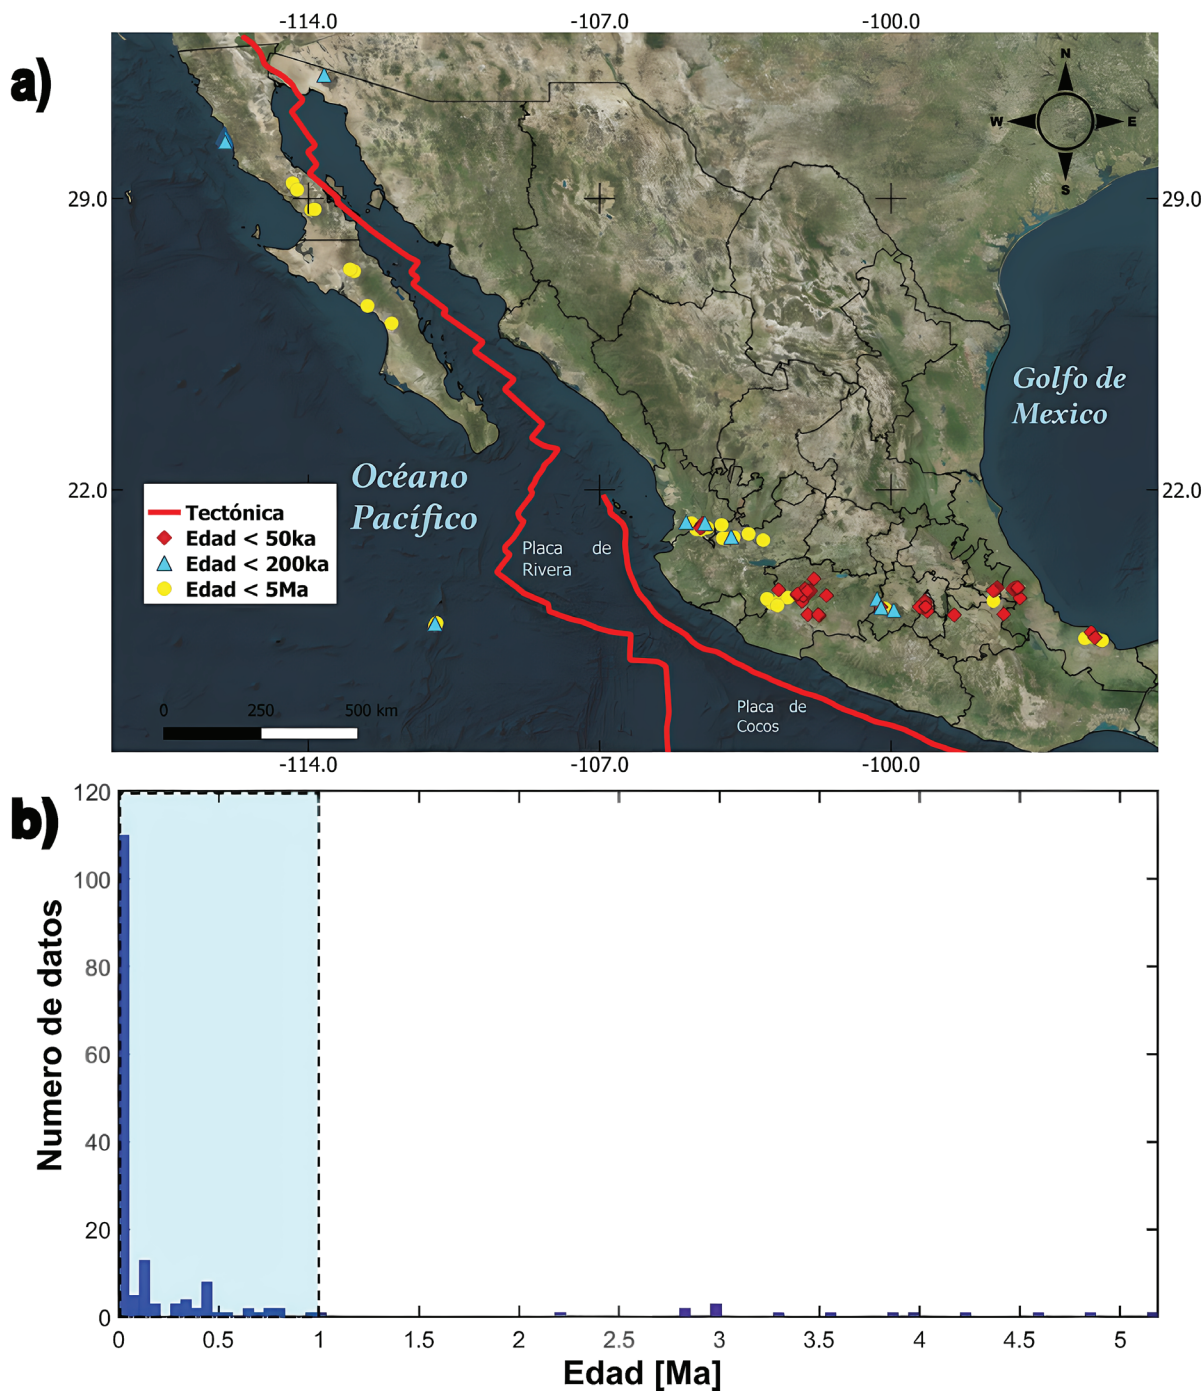 -114.0 -107.0 -100.0
a)
N
W E
S
29.0 29.0
Golfo de
Mexico
Océano
Pacífico
22.0 22.0
Tectónica
Edad < 50ka
Edad < 200ka
Edad < 5Ma
Placa de
Rivera
Placa de
Cocos
0 250 500 km
-114.0 -107.0 -100.0
b)
120
100
80
60
40
20
0
Numero de datos
0 0.5 1 1.5 2 2.5 3 3.5 4 4.5 5
Edad [Ma]